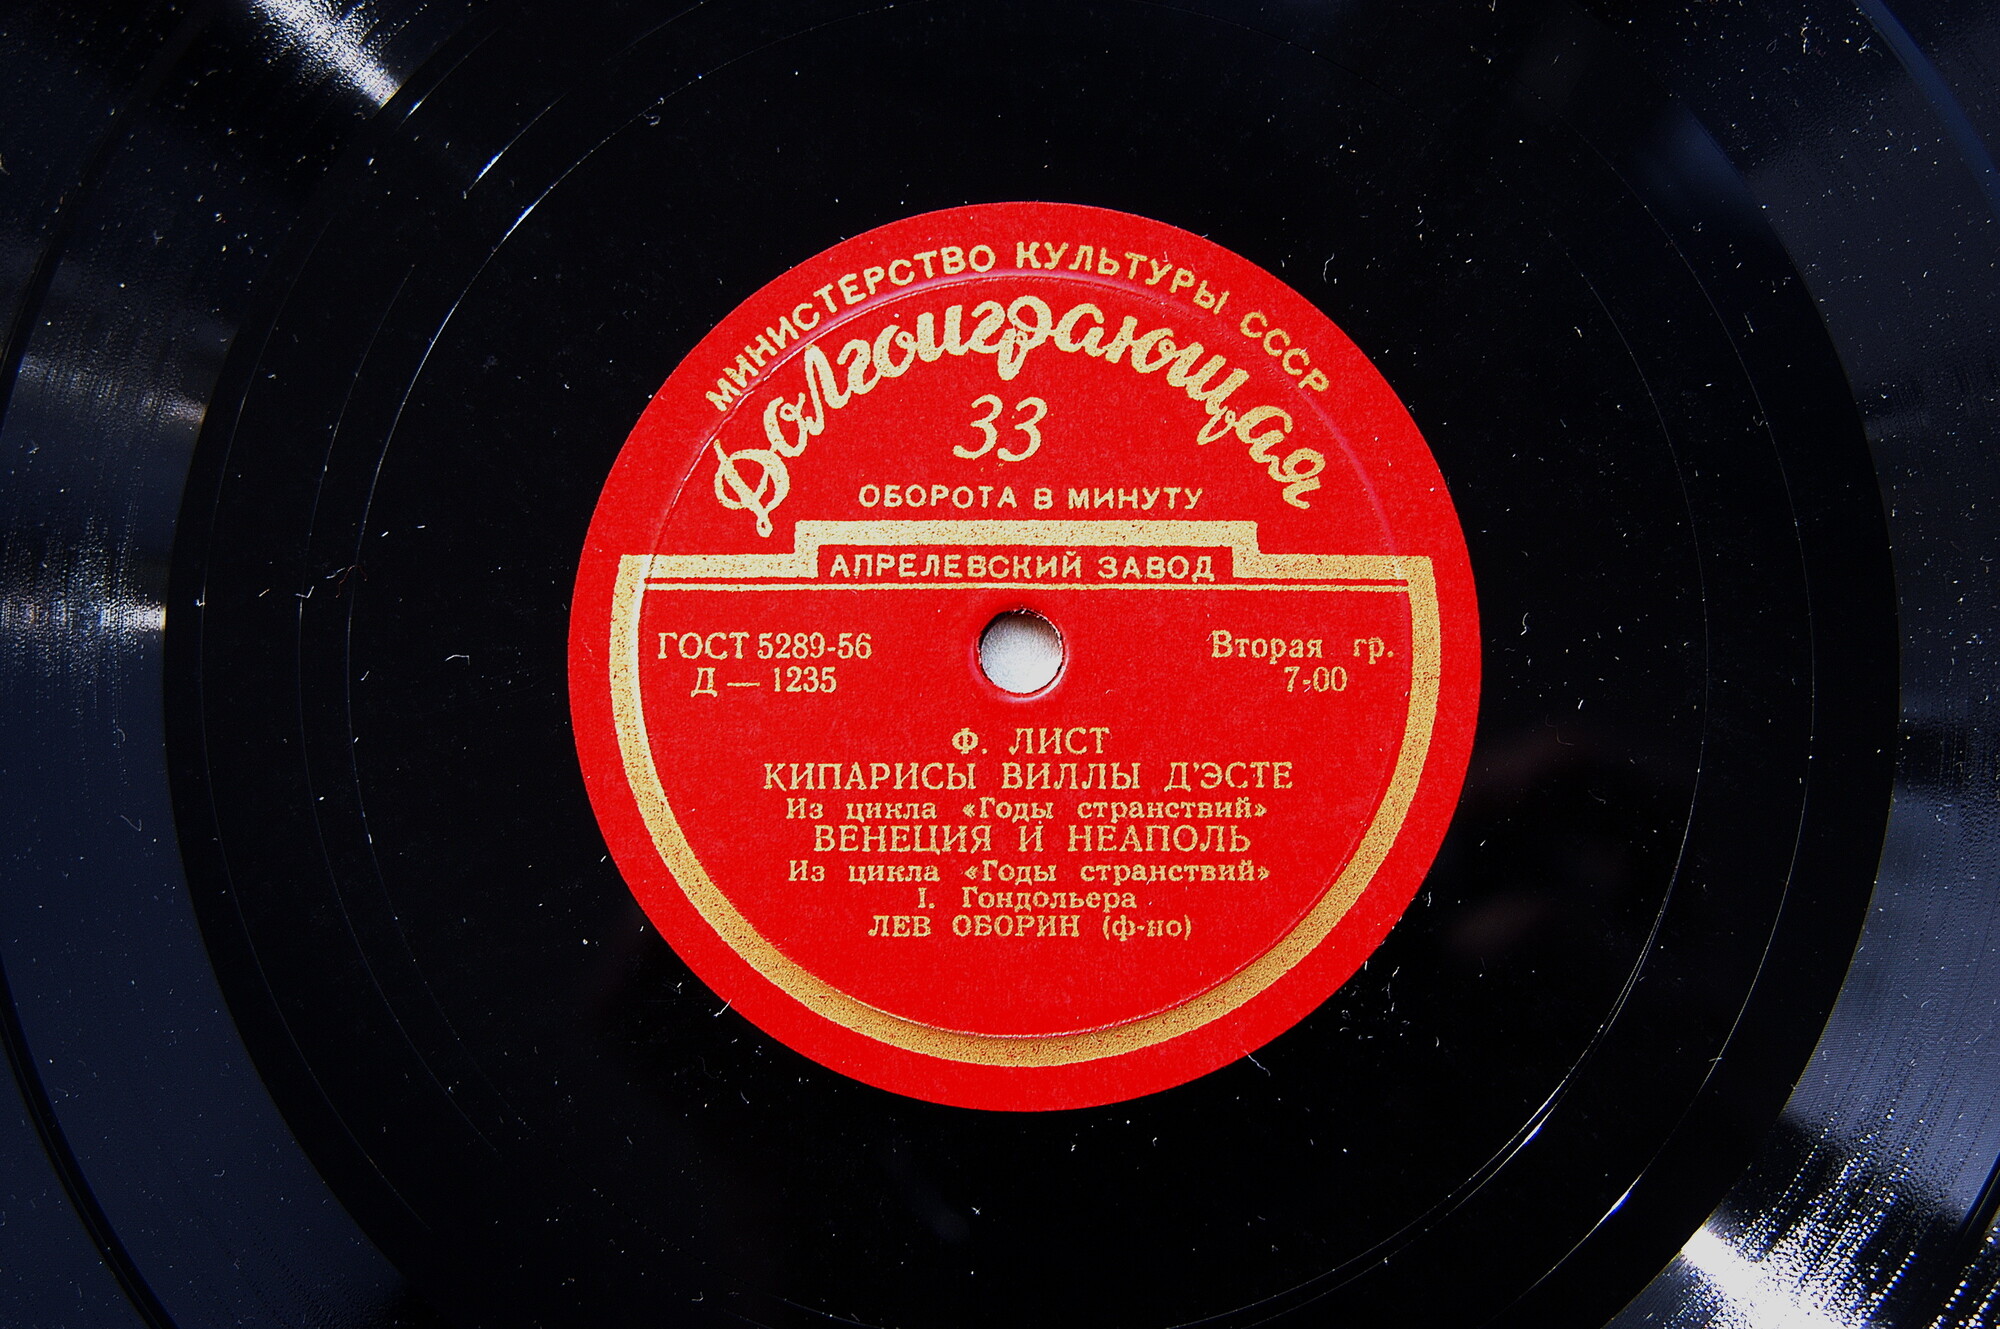 МИНИСТЕРСТВО КУЛЬТУРЫ СССР
Долгоиграющая
33
ОБОРОТА В МИНУТУ
АПРЕЛЕВСКИЙ ЗАВОД
ГОСТ 5289-56
Д — 1235
Вторая гр.
7-00
Ф. ЛИСТ
КИПАРИСЫ ВИЛЛЫ Д'ЭСТЕ
Из цикла «Годы странствий»
ВЕНЕЦИЯ И НЕАПОЛЬ
Из цикла «Годы странствий»
I. Гондольера
ЛЕВ ОБОРИН (ф-но)